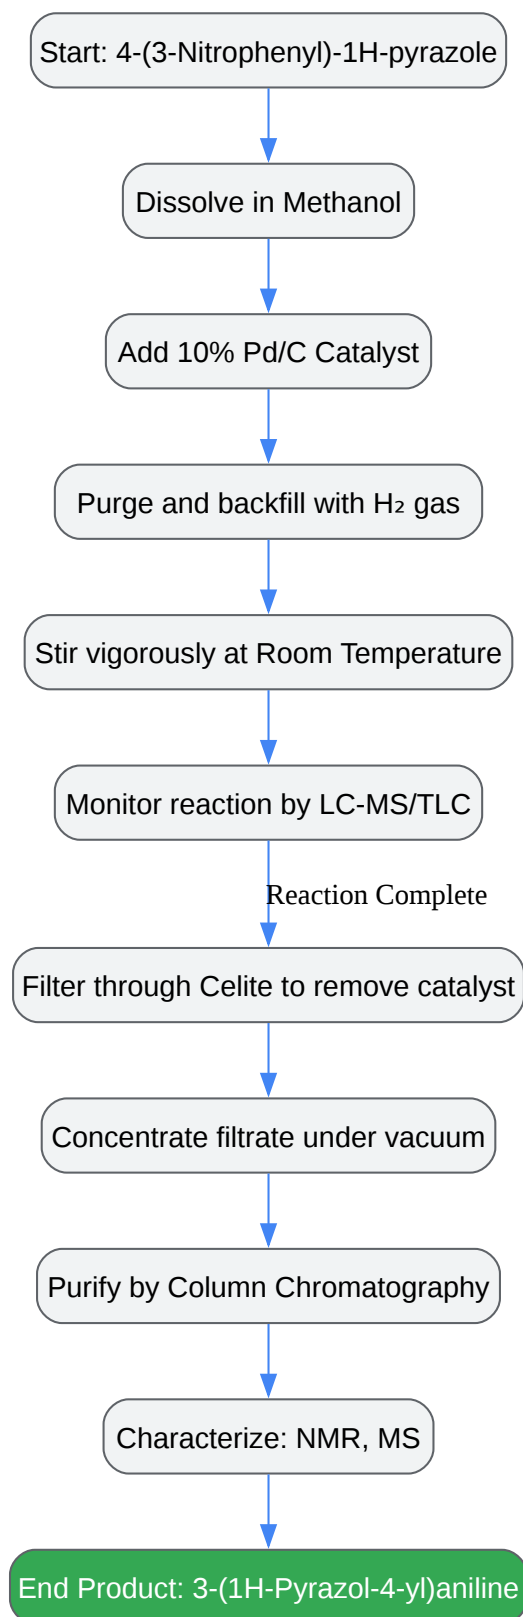 Start: 4-(3-Nitrophenyl)-1H-pyrazole
Dissolve in Methanol
Add 10% Pd/C Catalyst
Purge and backfill with H₂ gas
Stir vigorously at Room Temperature
Monitor reaction by LC-MS/TLC
Reaction Complete
Filter through Celite to remove catalyst
Concentrate filtrate under vacuum
Purify by Column Chromatography
Characterize: NMR, MS
End Product: 3-(1H-Pyrazol-4-yl)aniline